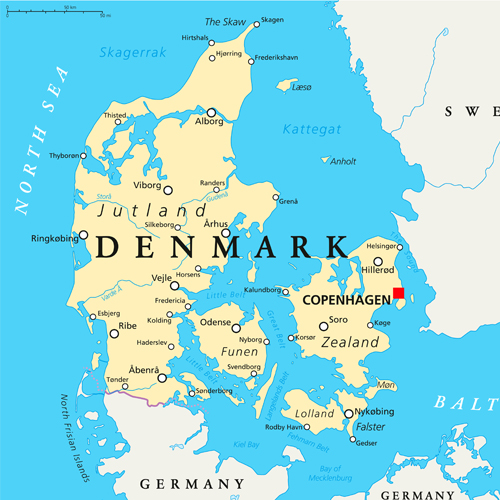 0 50 km
0 50 mi
The Skaw
Skagen
Skagerrak
Hirtshals
Hjørring
Frederikshavn
NORTH SEA
Læsø
Thisted
Ålborg
SWE
Kattegat
Thyborøn
Anholt
Viborg
Randers
Storå
Gudenå
Grenå
Jutland
Silkeborg
Århus
Ringkøbing
DENMARK
Helsingør
Hillerød
Horsens
Vejle
Kalundborg
COPENHAGEN
Varde Å
Little Belt
Fredericia
Esbjerg
Kolding
Great Belt
Ribe
Odense
Soro
Køge
Haderslev
Nyborg
Korsør
Zealand
Funen
Åbenrå
Little Belt
Svendborg
Tønder
Sønderborg
Langelands Belt
Møn
North Frisian Islands
Lolland
Nykøbing
BALT
Rødby Havn
Falster
Kiel Bay
Fehmarn Belt
Gedser
Bay of
Mecklenburg
GERMANY
GERMANY